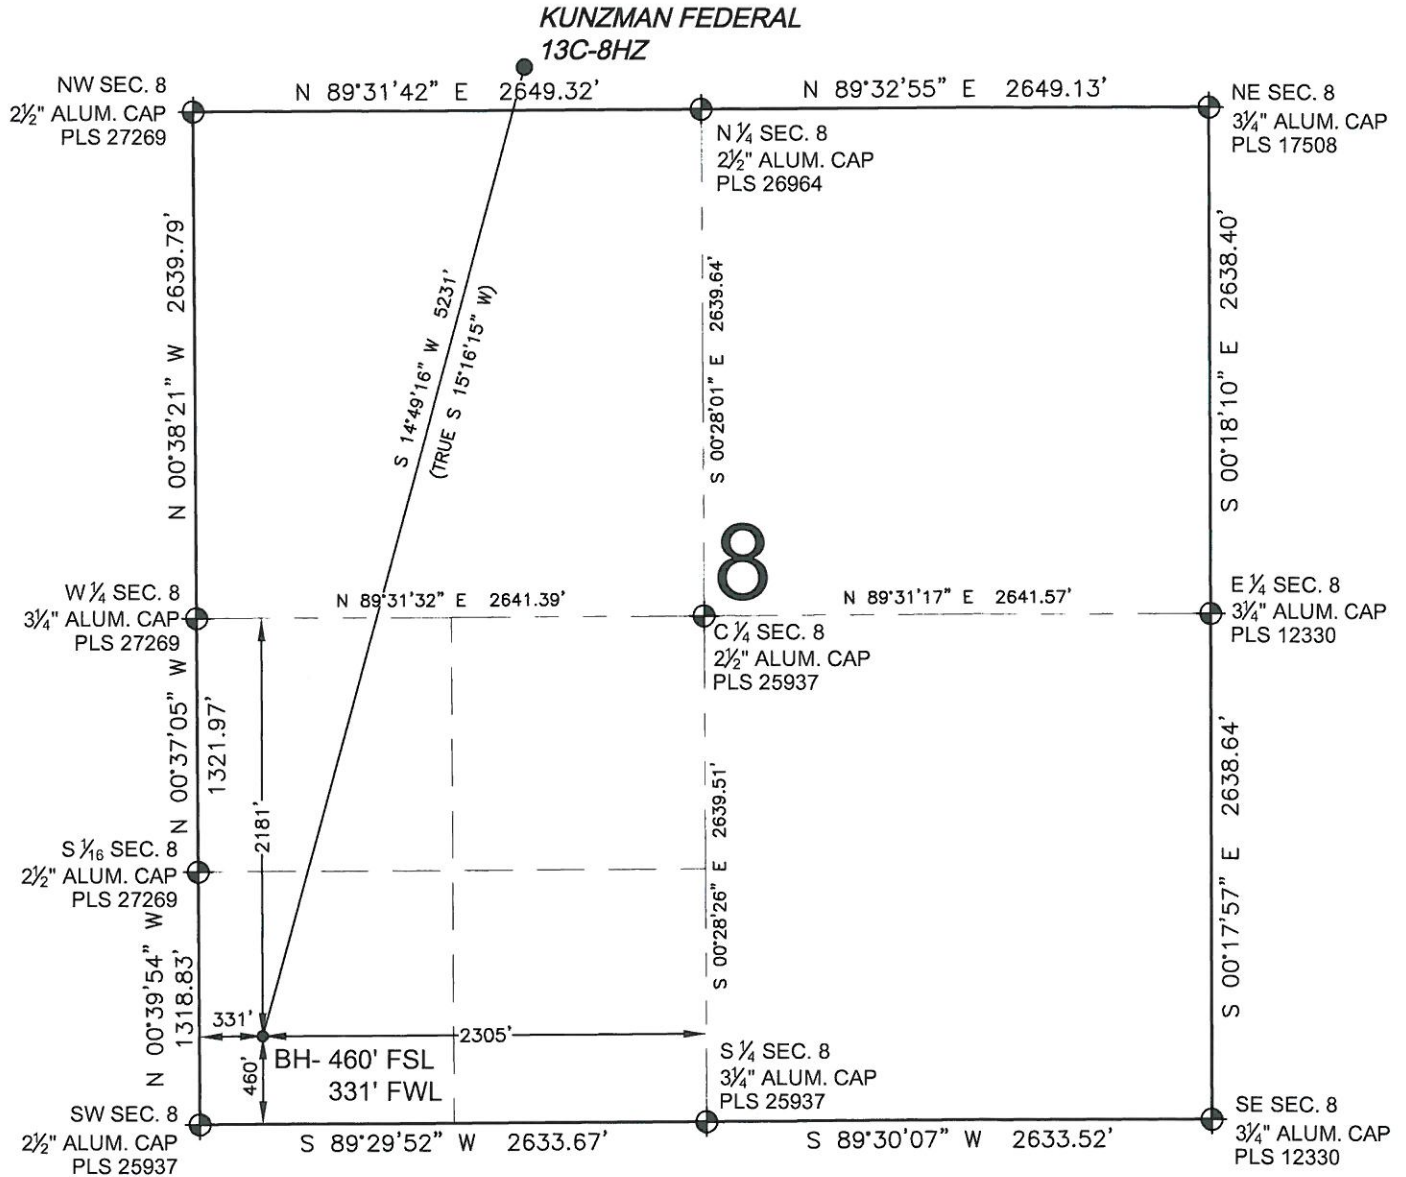 KUNZMAN FEDERAL
13C-8HZ
NW SEC. 8
2½" ALUM. CAP
PLS 27269
N 89°31'42" E 2649.32'
N 89°32'55" E 2649.13'
NE SEC. 8
3¼" ALUM. CAP
PLS 17508
N ¼ SEC. 8
2½" ALUM. CAP
PLS 26964
N 00°38'21" W 2639.79'
S 14°49'16" W 5231'
(TRUE S 15°16'15" W)
S 00°28'01" E 2639.64'
S 00°18'10" E 2638.40'
8
W ¼ SEC. 8
3¼" ALUM. CAP
PLS 27269
N 89°31'32" E 2641.39'
N 89°31'17" E 2641.57'
E ¼ SEC. 8
3¼" ALUM. CAP
PLS 12330
C ¼ SEC. 8
2½" ALUM. CAP
PLS 25937
N 00°37'05" W
1321.97'
2181'
S 00°28'26" E 2639.51'
S 00°17'57" E 2638.64'
S 1⁄16 SEC. 8
2½" ALUM. CAP
PLS 27269
N 00°39'54" W
1318.83'
331'
2305'
460'
BH- 460' FSL
331' FWL
S ¼ SEC. 8
3¼" ALUM. CAP
PLS 25937
SW SEC. 8
2½" ALUM. CAP
PLS 25937
S 89°29'52" W 2633.67'
S 89°30'07" W 2633.52'
SE SEC. 8
3¼" ALUM. CAP
PLS 12330